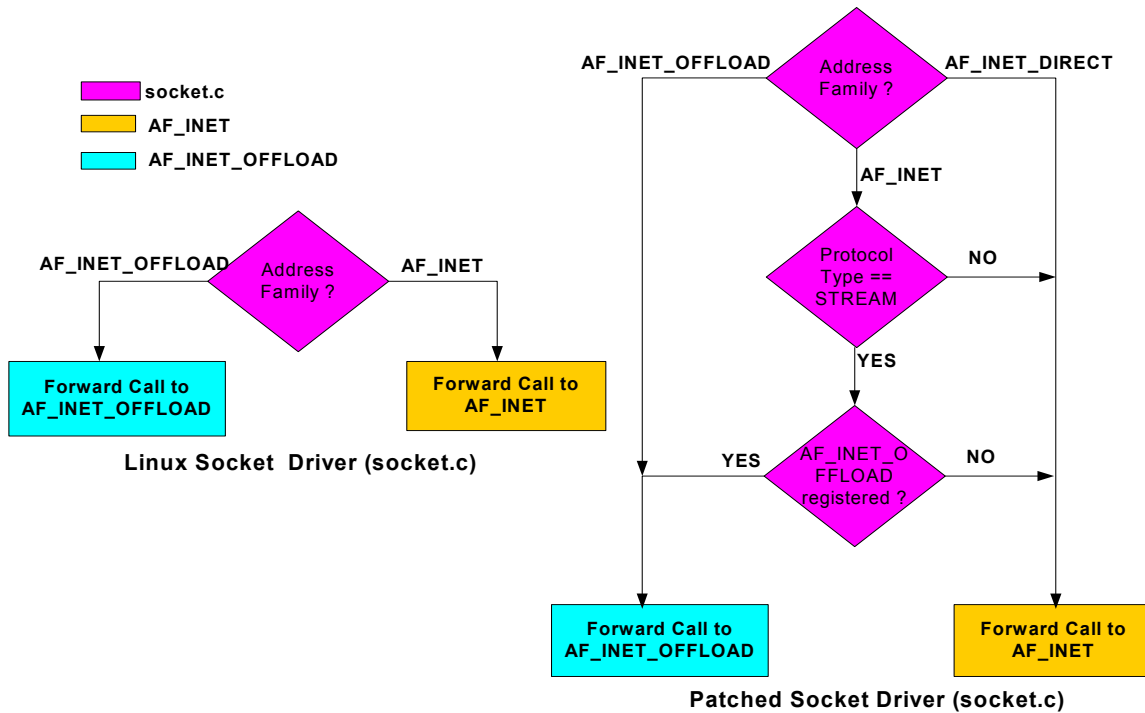 socket.c
AF_INET
AF_INET_OFFLOAD
AF_INET_OFFLOAD
Address
Family ?
AF_INET
Forward Call to
AF_INET_OFFLOAD
Forward Call to
AF_INET
Linux Socket  Driver (socket.c)
AF_INET_OFFLOAD
Address
Family ?
AF_INET_DIRECT
AF_INET
Protocol
Type ==
STREAM
NO
YES
YES
AF_INET_O
FFLOAD
registered ?
NO
Forward Call to
AF_INET_OFFLOAD
Forward Call to
AF_INET
Patched Socket Driver (socket.c)